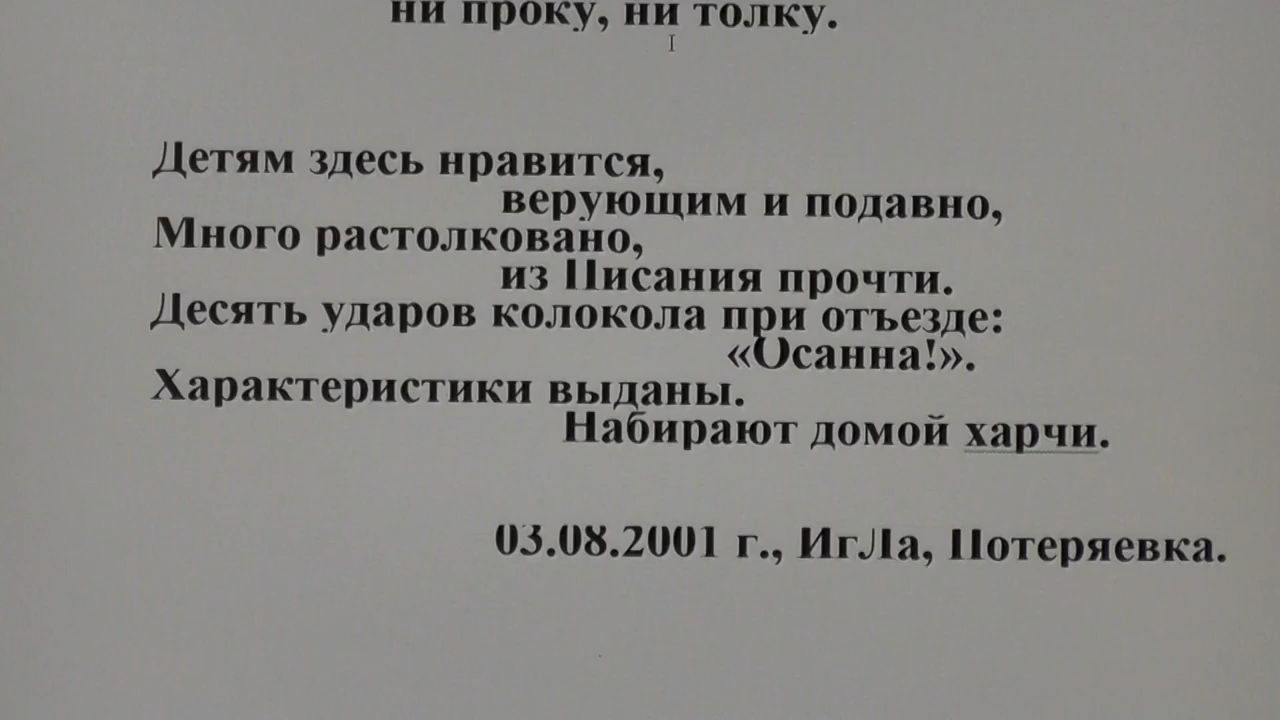 ни проку, ни толку.
Детям здесь нравится,
верующим и подавно,
Много растолковано,
из Писания прочти.
Десять ударов колокола при отъезде:
«Осанна!».
Характеристики выданы.
Набирают домой харчи.
03.08.2001 г., ИгЛа, Потеряевка.